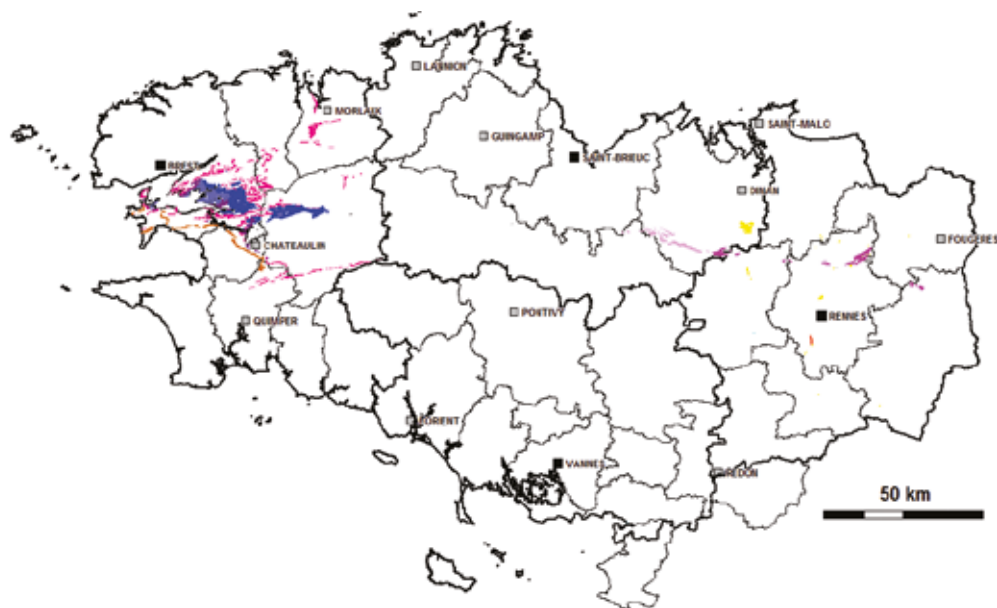 LANNION
MORLAIX
SAINT-MALO
GUINGAMP
SAINT-BRIEUC
BREST
DINAN
FOUGERES
CHATEAULIN
PONTIVY
RENNES
QUIMPER
LORIENT
VANNES
REDON
50 km